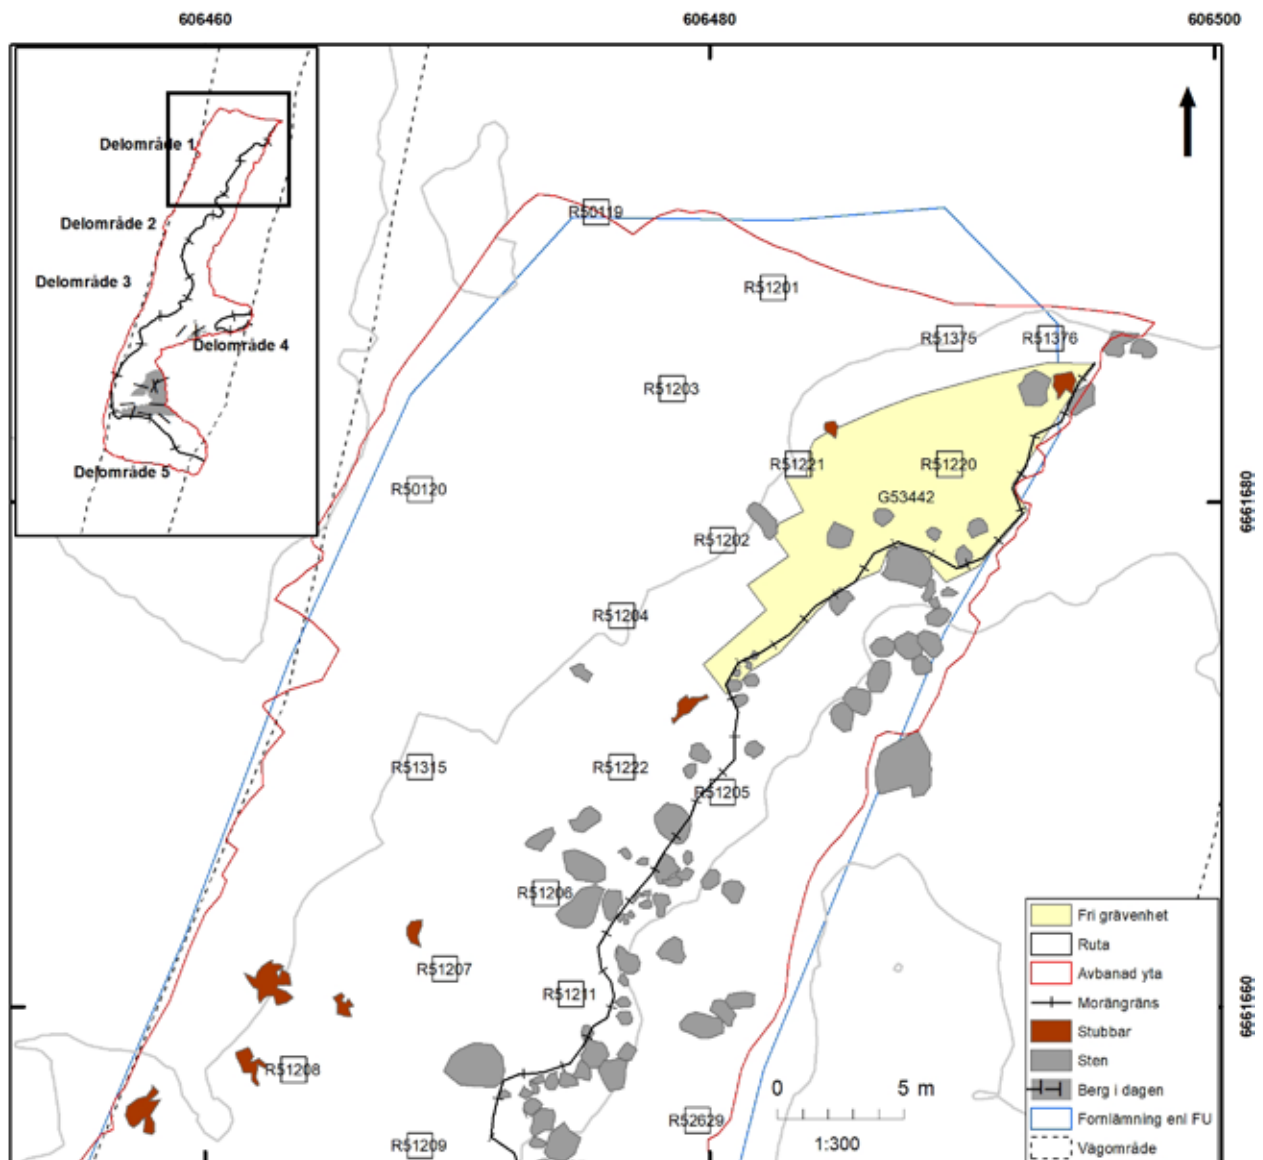 606460
606480
606500
Delområde 1
Delområde 2
Delområde 3
Delområde 4
Delområde 5
R50119
R51201
R51375
R51376
R51203
R51221
R51220
R50120
G53442
6661680
R51202
R51204
R51315
R51222
R51205
R51206
R51207
R51211
6661660
R51208
R52629
R51209
0
5 m
1:300
Fri grävenhet
Ruta
Avbanad yta
Morängräns
Stubbar
Sten
Berg i dagen
Fornlämning enl FU
Vägområde